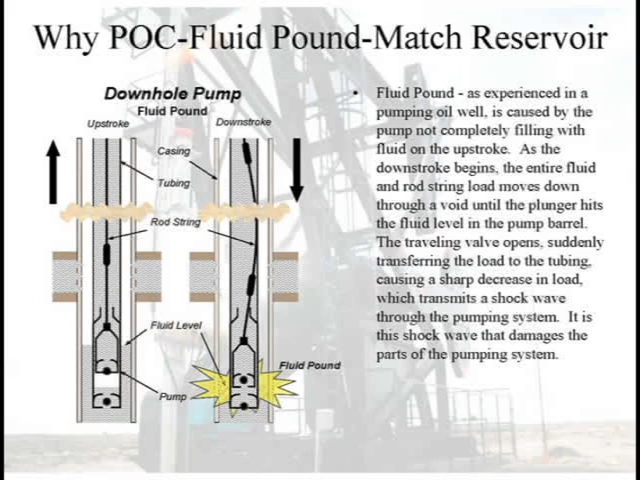 Why POC-Fluid Pound-Match Reservoir
Downhole Pump
Fluid Pound
Upstroke
Downstroke
Casing
Tubing
Rod String
Fluid Level
Fluid Pound
Pump
• Fluid Pound - as experienced in a
pumping oil well, is caused by the
pump not completely filling with
fluid on the upstroke. As the
downstroke begins, the entire fluid
and rod string load moves down
through a void until the plunger hits
the fluid level in the pump barrel.
The traveling valve opens, suddenly
transferring the load to the tubing,
causing a sharp decrease in load,
which transmits a shock wave
through the pumping system. It is
this shock wave that damages the
parts of the pumping system.